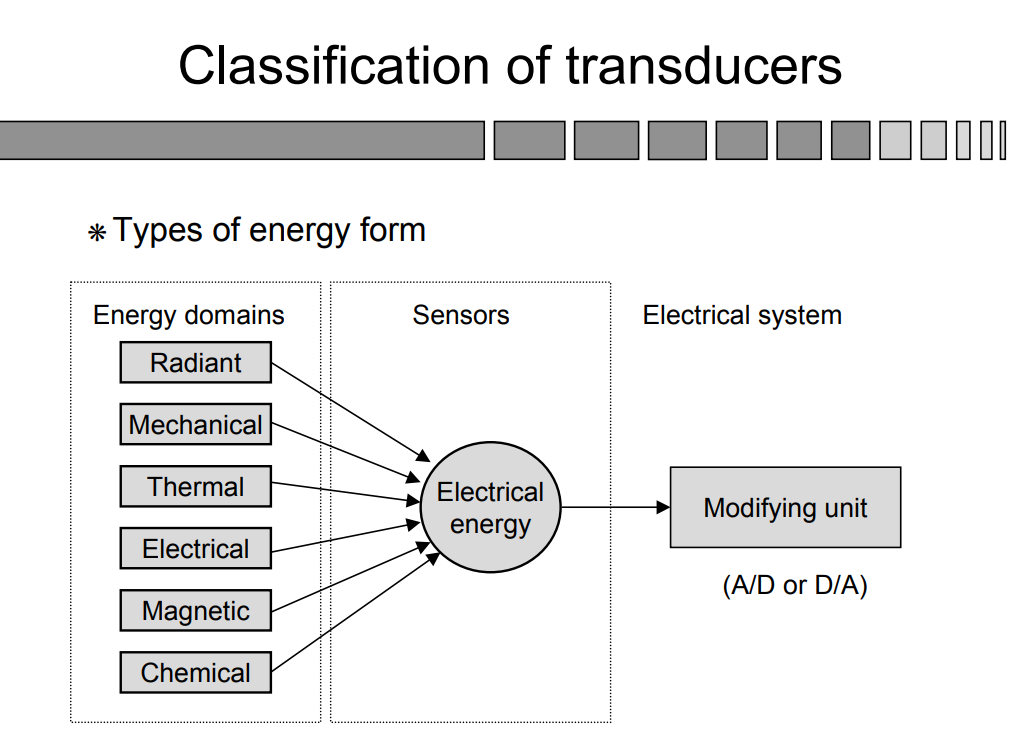 Classification of transducers
❋ Types of energy form
Energy domains
Sensors
Electrical system
Radiant
Mechanical
Thermal
Electrical
Magnetic
Chemical
Electrical
energy
Modifying unit
(A/D or D/A)